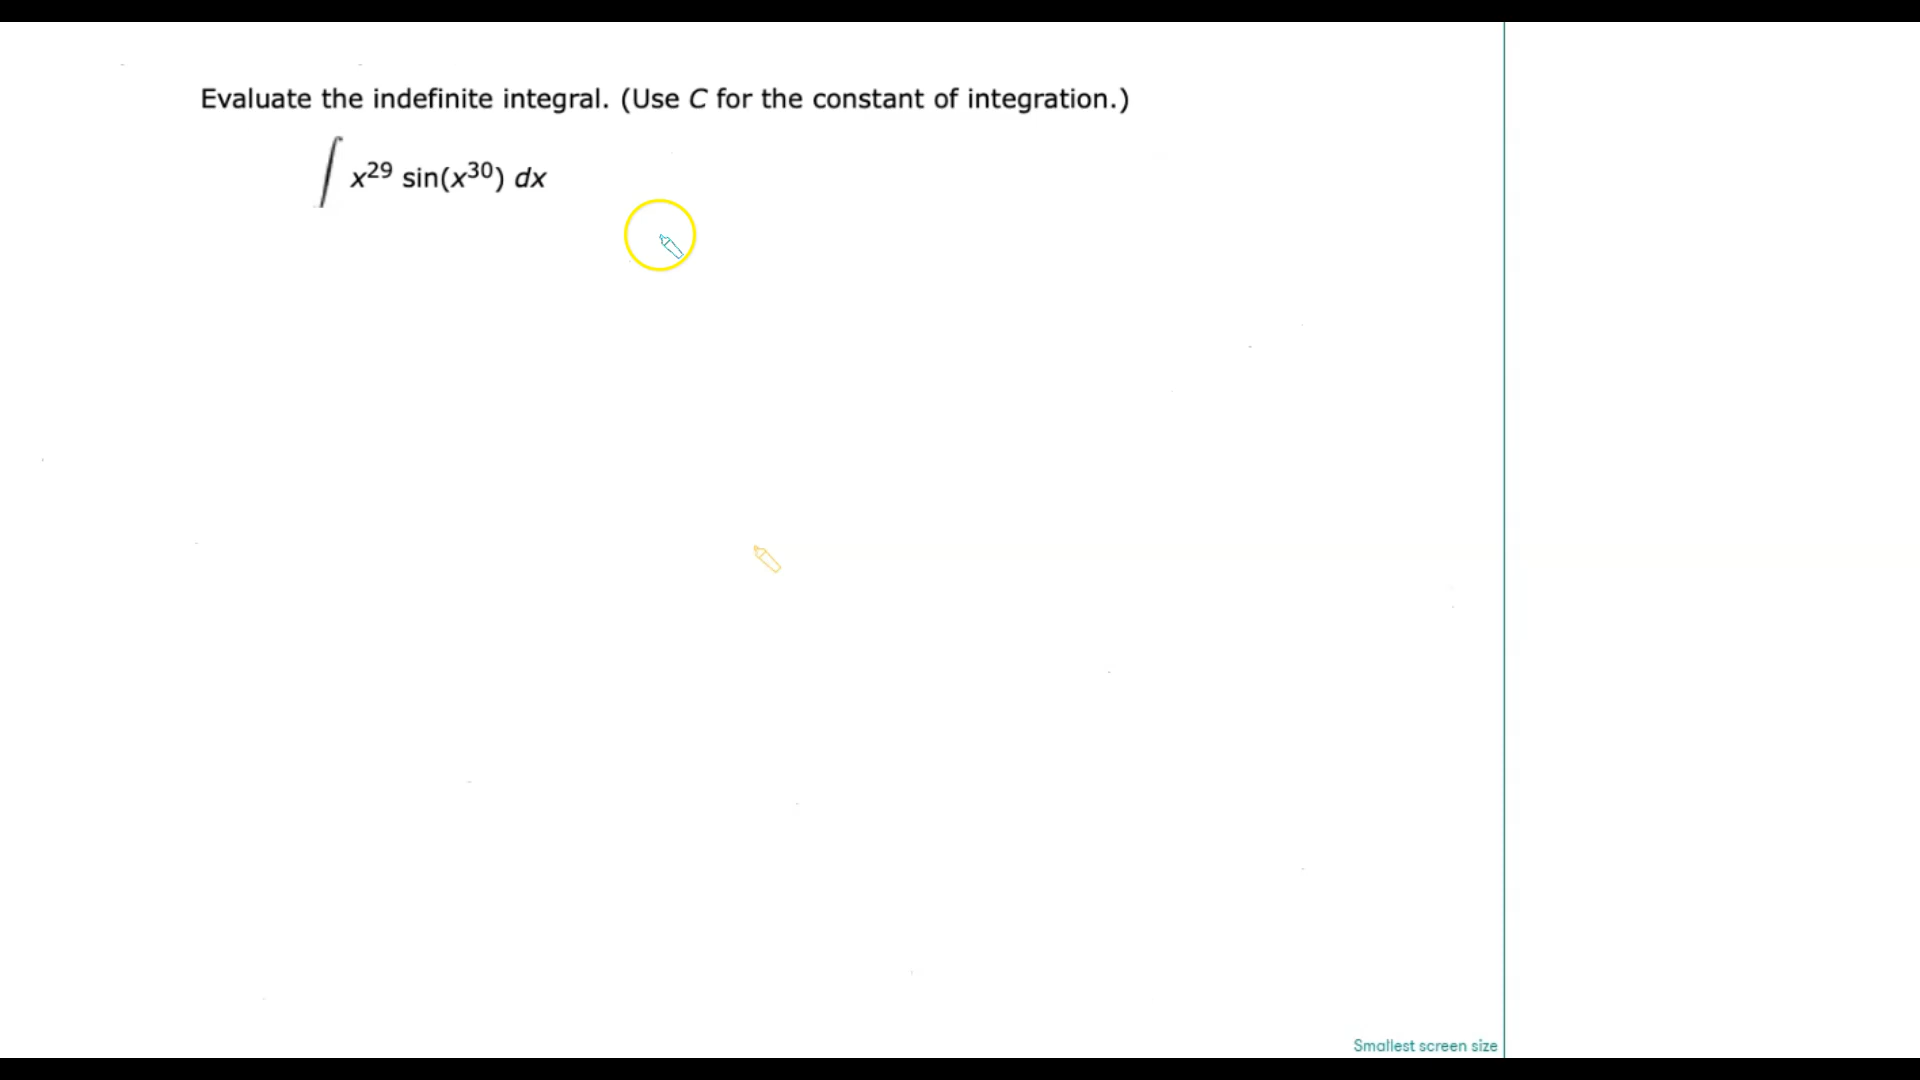 Evaluate the indefinite integral. (Use C for the constant of integration.)
∫ x²⁹ sin(x³⁰) dx
Smallest screen size